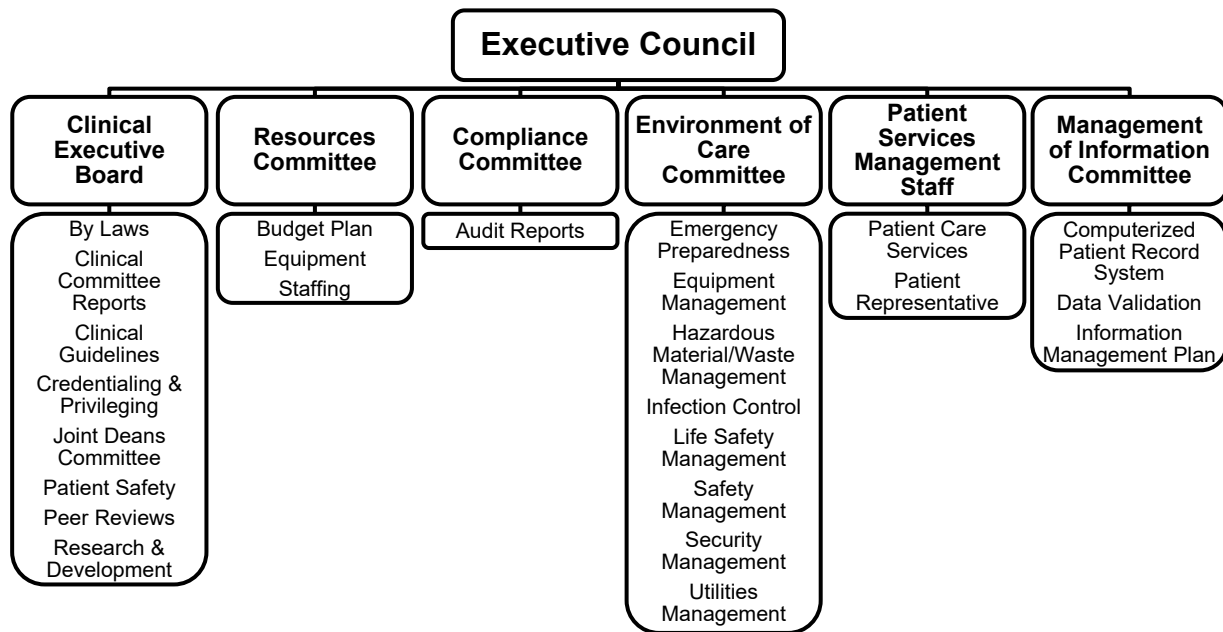 Executive Council
Clinical
Executive
Board
Resources
Committee
Compliance
Committee
Environment of
Care
Committee
Patient
Services
Management
Staff
Management
of Information
Committee
By Laws
Clinical
Committee
Reports
Clinical
Guidelines
Credentialing &
Privileging
Joint Deans
Committee
Patient Safety
Peer Reviews
Research &
Development
Budget Plan
Equipment
Staffing
Audit Reports
Emergency
Preparedness
Equipment
Management
Hazardous
Material/Waste
Management
Infection Control
Life Safety
Management
Safety
Management
Security
Management
Utilities
Management
Patient Care
Services
Patient
Representative
Computerized
Patient Record
System
Data Validation
Information
Management Plan